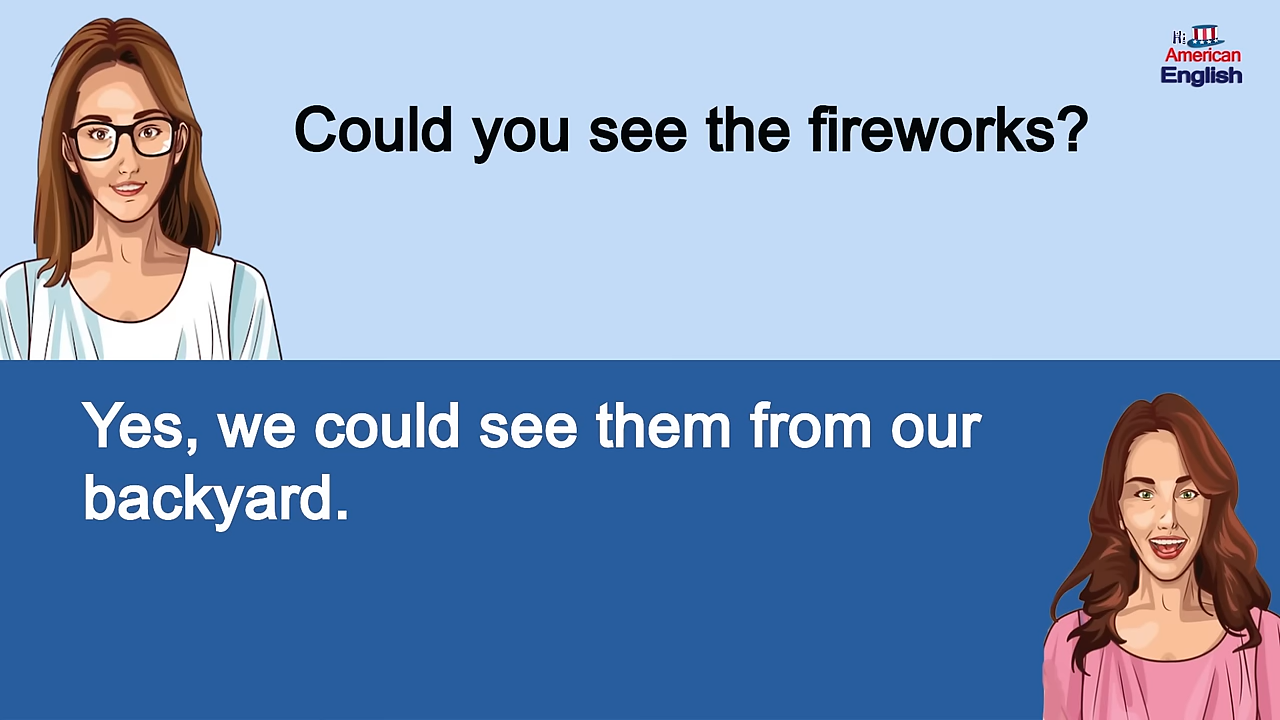 Hi
American
English
Could you see the fireworks?
Yes, we could see them from our
backyard.